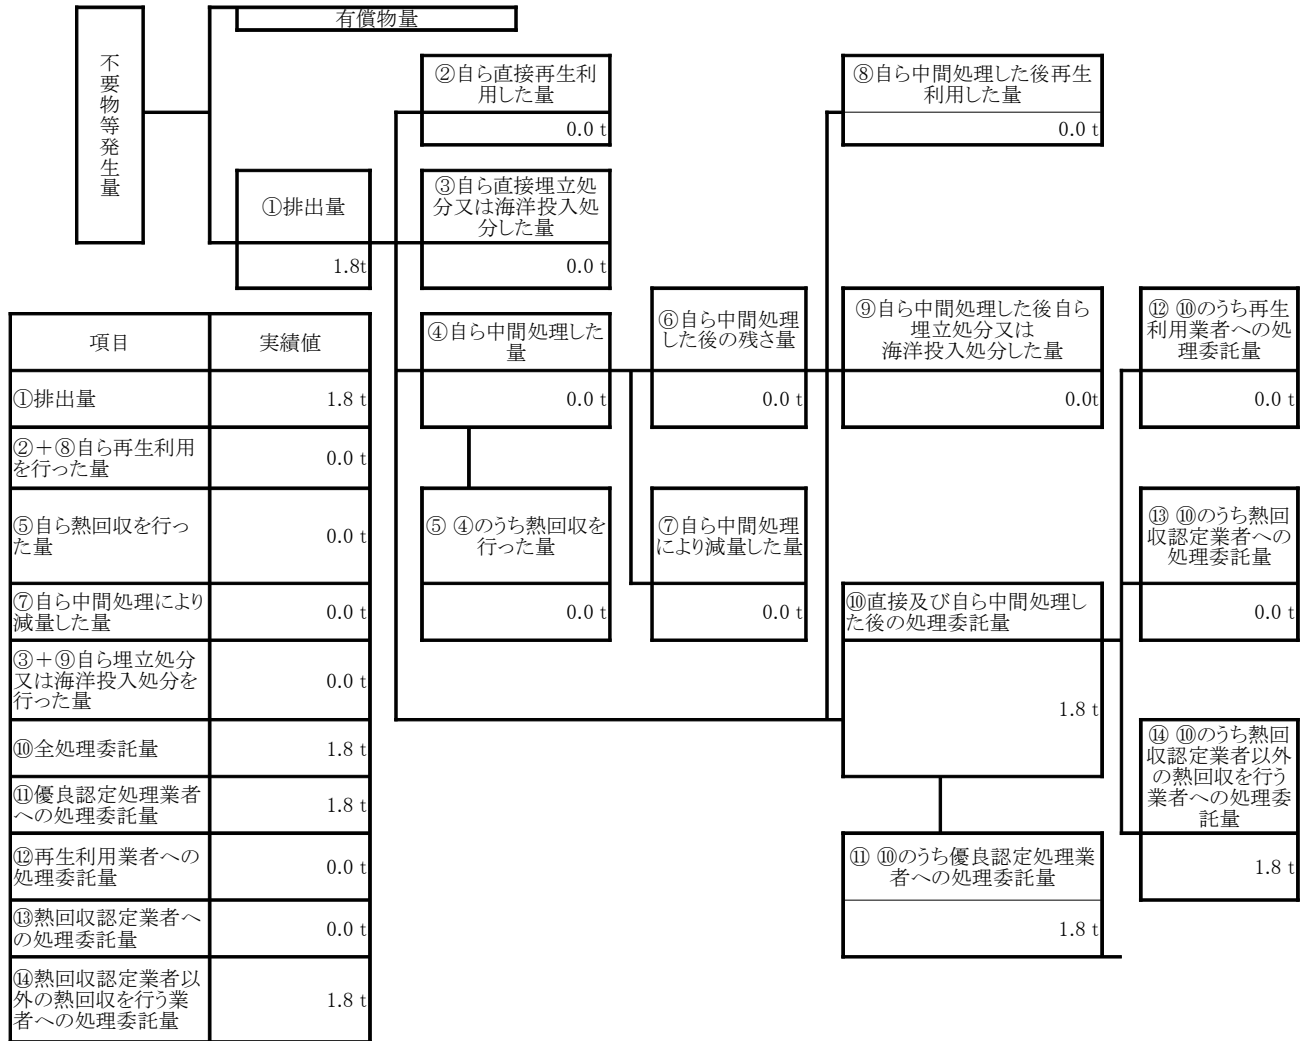 有償物量
不要物等発生量
②自ら直接再生利
用した量
0.0 t
⑧自ら中間処理した後再生
利用した量
0.0 t
①排出量
1.8t
③自ら直接埋立処
分又は海洋投入処
分した量
0.0 t
④自ら中間処理した
量
0.0 t
⑥自ら中間処理
した後の残さ量
0.0 t
⑨自ら中間処理した後自ら
埋立処分又は
海洋投入処分した量
0.0t
⑫ ⑩のうち再生
利用業者への処
理委託量
0.0 t
⑤ ④のうち熱回収を
行った量
0.0 t
⑦自ら中間処理
により減量した量
0.0 t
⑩直接及び自ら中間処理し
た後の処理委託量
1.8 t
⑬ ⑩のうち熱回
収認定業者への
処理委託量
0.0 t
⑭ ⑩のうち熱回
収認定業者以外
の熱回収を行う
業者への処理委
託量
1.8 t
⑪ ⑩のうち優良認定処理業
者への処理委託量
1.8 t
項目 実績値
①排出量 1.8 t
②+⑧自ら再生利用
を行った量 0.0 t
⑤自ら熱回収を行っ
た量 0.0 t
⑦自ら中間処理により
減量した量 0.0 t
③+⑨自ら埋立処分
又は海洋投入処分を
行った量 0.0 t
⑩全処理委託量 1.8 t
⑪優良認定処理業者
への処理委託量 1.8 t
⑫再生利用業者への
処理委託量 0.0 t
⑬熱回収認定業者へ
の処理委託量 0.0 t
⑭熱回収認定業者以
外の熱回収を行う業
者への処理委託量 1.8 t